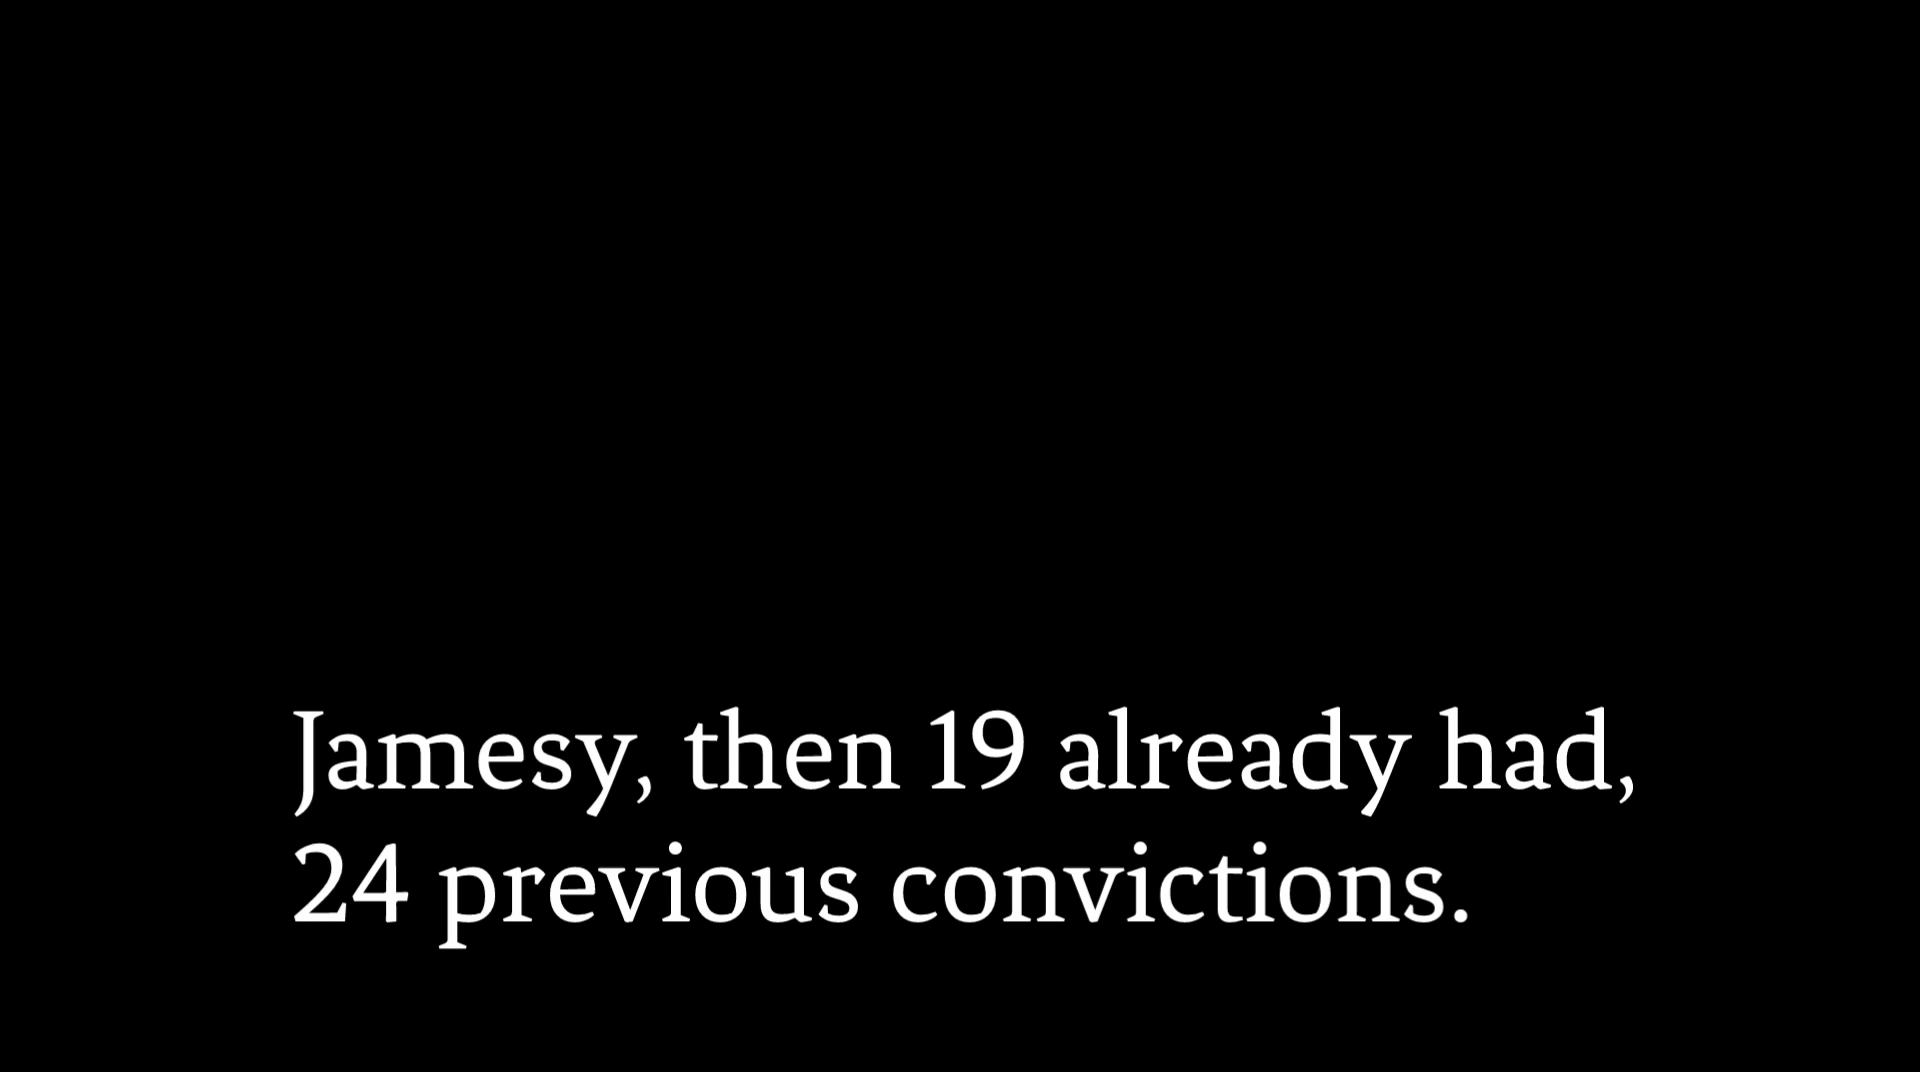 Jamesy, then 19 already had,
24 previous convictions.